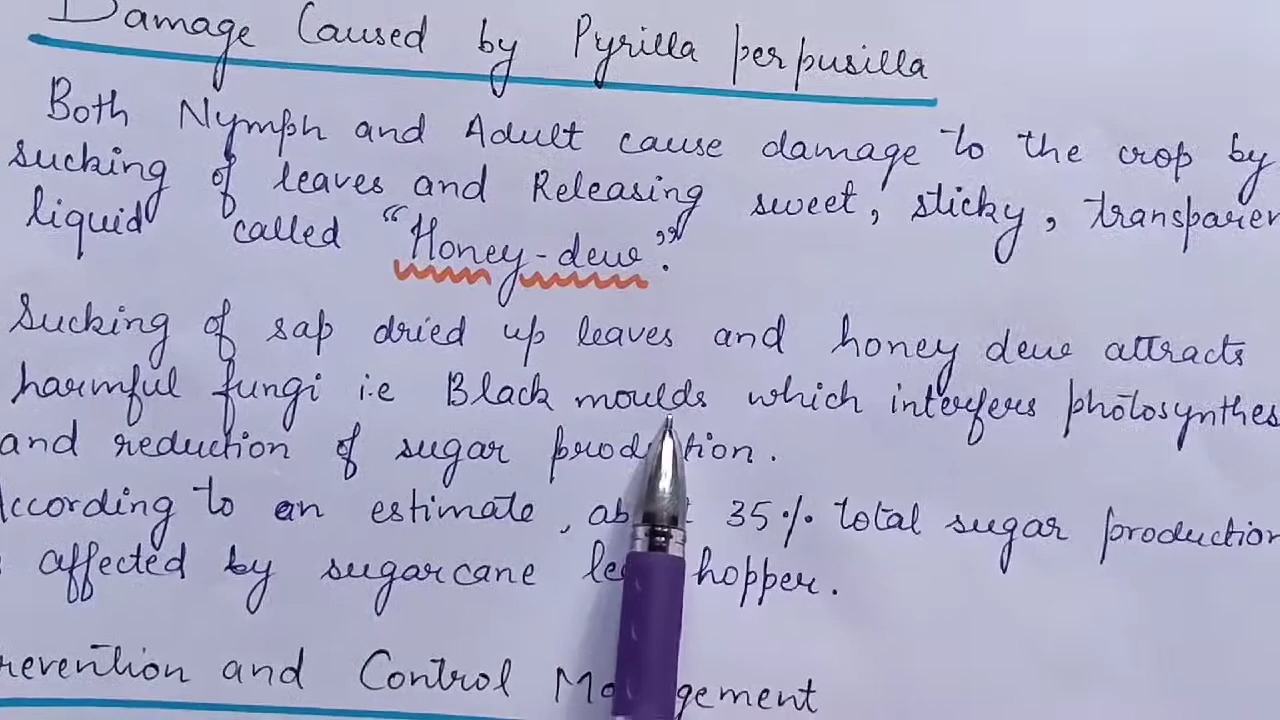 Damage Caused by Pyrilla perpusilla
Both Nymph and Adult cause damage to the crop by
sucking of leaves and Releasing sweet, sticky, transparen
liquid called "Honey-dew".
Sucking of sap dried up leaves and honey dew attracts
harmful fungi i.e Black moulds which interfers photosynthes
and reduction of sugar production.
According to an estimate, 35% total sugar production
affected by sugarcane hopper.
revention and Control